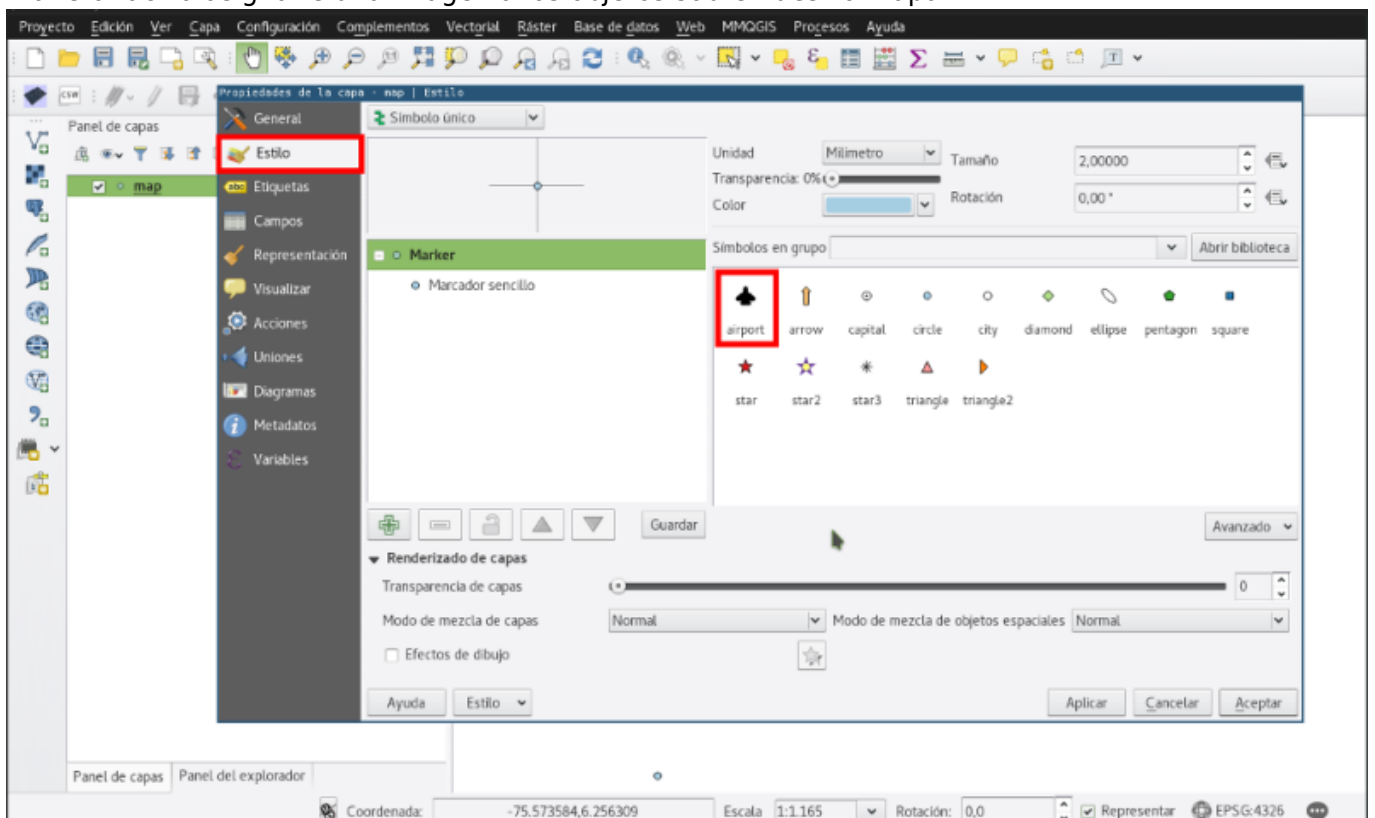 Proyecto Edición Ver Capa Configuración Complementos Vectorial Ráster Base de datos Web MMQGIS Procesos Ayuda
CSW
Propiedades de la capa - map | Estilo
Panel de capas
map
General
Estilo
abc Etiquetas
Campos
Representación
Visualizar
Acciones
Uniones
Diagramas
Metadatos
Variables
Símbolo único
Unidad Milímetro Tamaño 2,00000
Transparencia: 0%
Color Rotación 0,00 °
Símbolos en grupo Abrir biblioteca
Marker
Marcador sencillo
airport arrow capital circle city diamond ellipse pentagon square
star star2 star3 triangle triangle2
Guardar Avanzado
Renderizado de capas
Transparencia de capas 0
Modo de mezcla de capas Normal Modo de mezcla de objetos espaciales Normal
Efectos de dibujo
Ayuda Estilo Aplicar Cancelar Aceptar
Panel de capas Panel del explorador
Coordenada: -75.573584,6.256309 Escala 1:1.165 Rotación: 0,0 Representar EPSG:4326